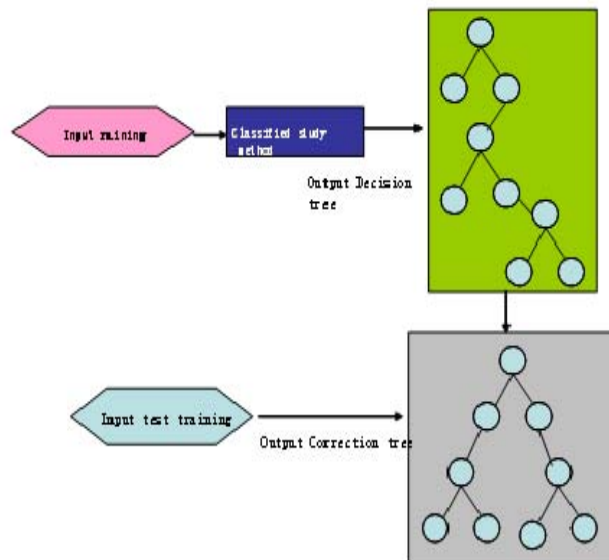 Input raining
Classified study
method
Output Decision
tree
Input test training
Output Correction tree